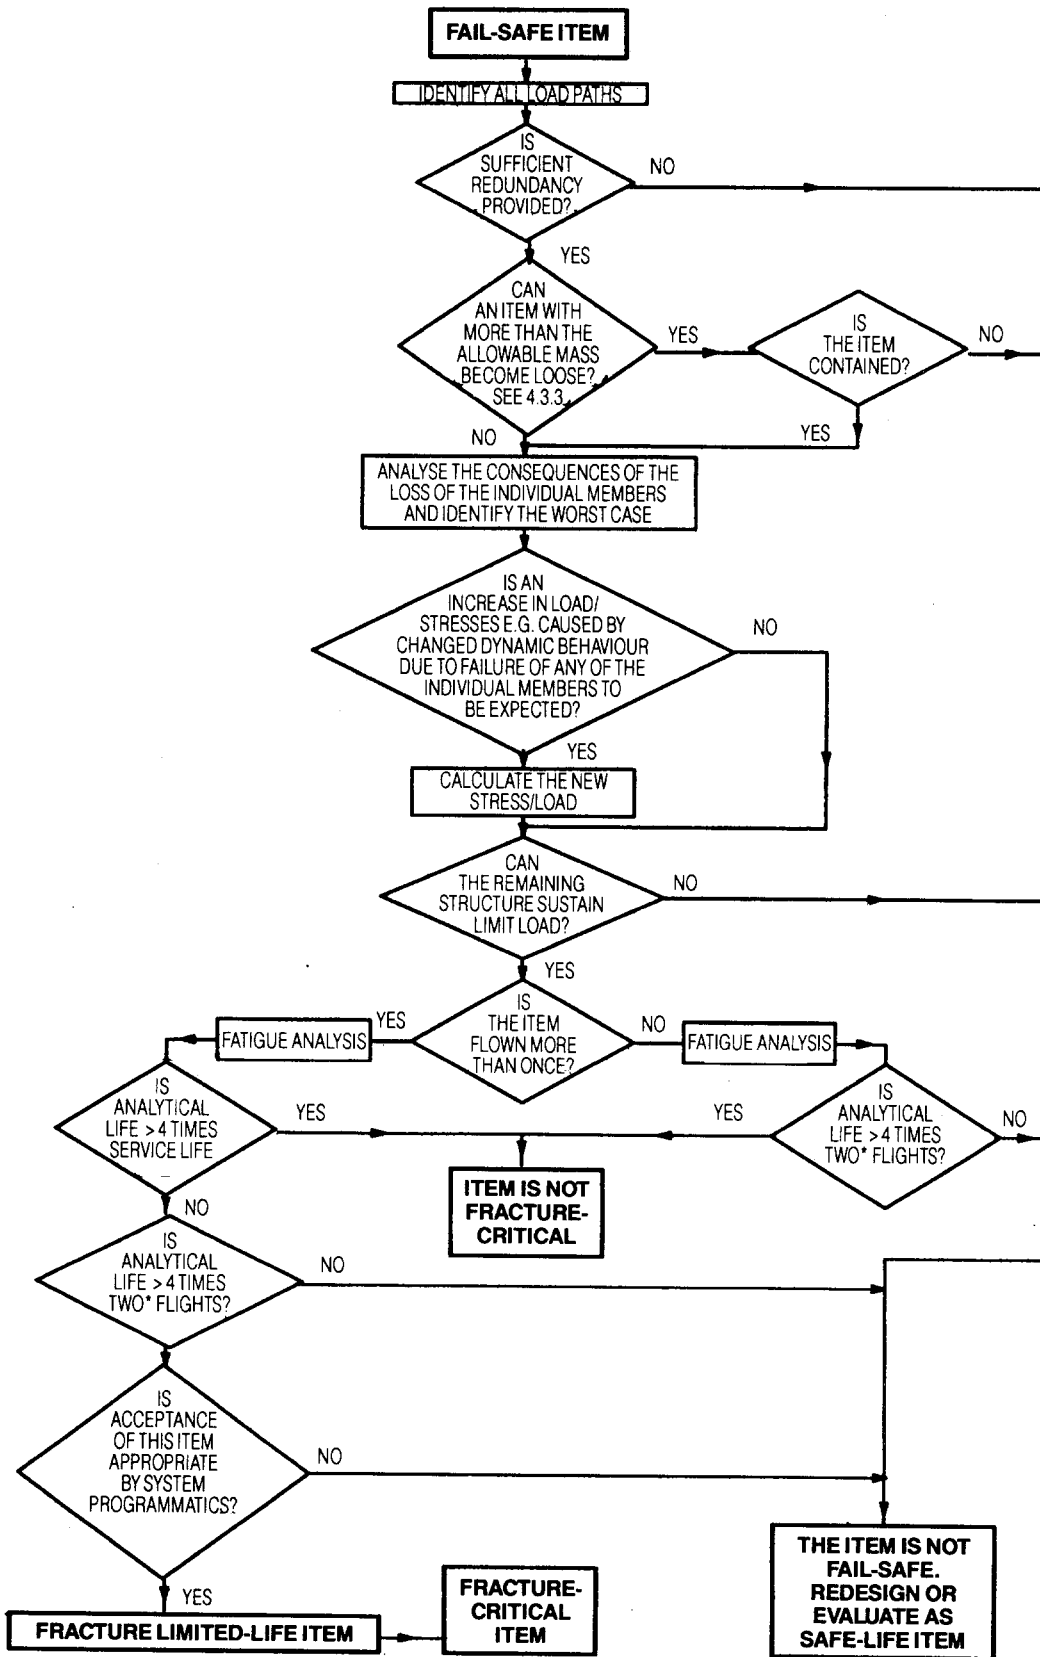 FAIL-SAFE ITEM
IDENTIFY ALL LOAD PATHS
IS
SUFFICIENT
REDUNDANCY
PROVIDED?
NO
YES
CAN
AN ITEM WITH
MORE THAN THE
ALLOWABLE MASS
BECOME LOOSE?
SEE 4.3.3
YES
IS
THE ITEM
CONTAINED?
NO
NO
YES
ANALYSE THE CONSEQUENCES OF THE
LOSS OF THE INDIVIDUAL MEMBERS
AND IDENTIFY THE WORST CASE
IS AN
INCREASE IN LOAD/
STRESSES E.G. CAUSED BY
CHANGED DYNAMIC BEHAVIOUR
DUE TO FAILURE OF ANY OF THE
INDIVIDUAL MEMBERS TO
BE EXPECTED?
NO
YES
CALCULATE THE NEW
STRESS/LOAD
CAN
THE REMAINING
STRUCTURE SUSTAIN
LIMIT LOAD?
NO
YES
IS
THE ITEM
FLOWN MORE
THAN ONCE?
YES
NO
FATIGUE ANALYSIS
FATIGUE ANALYSIS
IS
ANALYTICAL
LIFE > 4 TIMES
SERVICE LIFE
YES
YES
IS
ANALYTICAL
LIFE > 4 TIMES
TWO* FLIGHTS?
NO
ITEM IS NOT
FRACTURE-
CRITICAL
NO
IS
ANALYTICAL
LIFE > 4 TIMES
TWO* FLIGHTS?
NO
IS
ACCEPTANCE
OF THIS ITEM
APPROPRIATE
BY SYSTEM
PROGRAMMATICS?
NO
YES
FRACTURE LIMITED-LIFE ITEM
FRACTURE-
CRITICAL
ITEM
THE ITEM IS NOT
FAIL-SAFE.
REDESIGN OR
EVALUATE AS
SAFE-LIFE ITEM